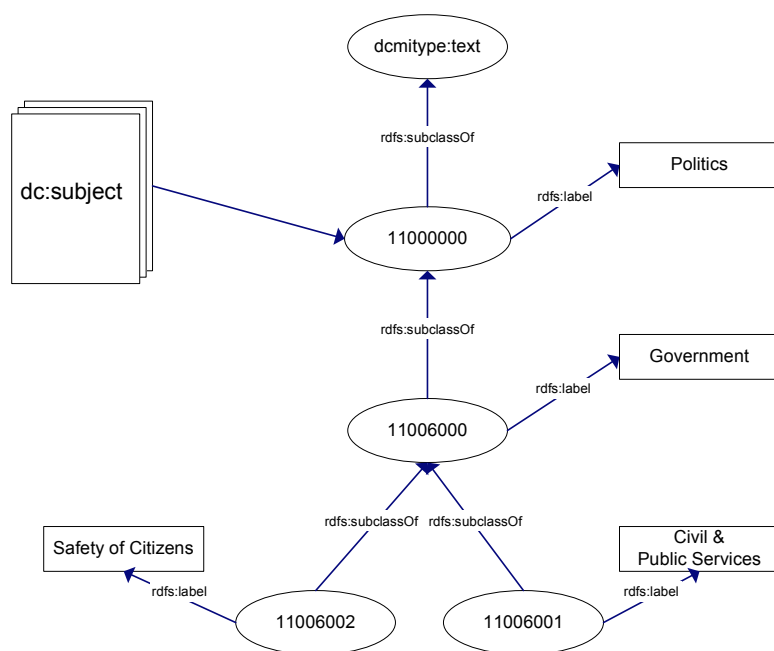 dcmitype:text
rdfs:subclassOf
Politics
dc:subject
rdfs:label
11000000
rdfs:subclassOf
Government
rdfs:label
11006000
rdfs:subclassOf rdfs:subclassOf
Safety of Citizens
Civil &
Public Services
rdfs:label
rdfs:label
11006002
11006001